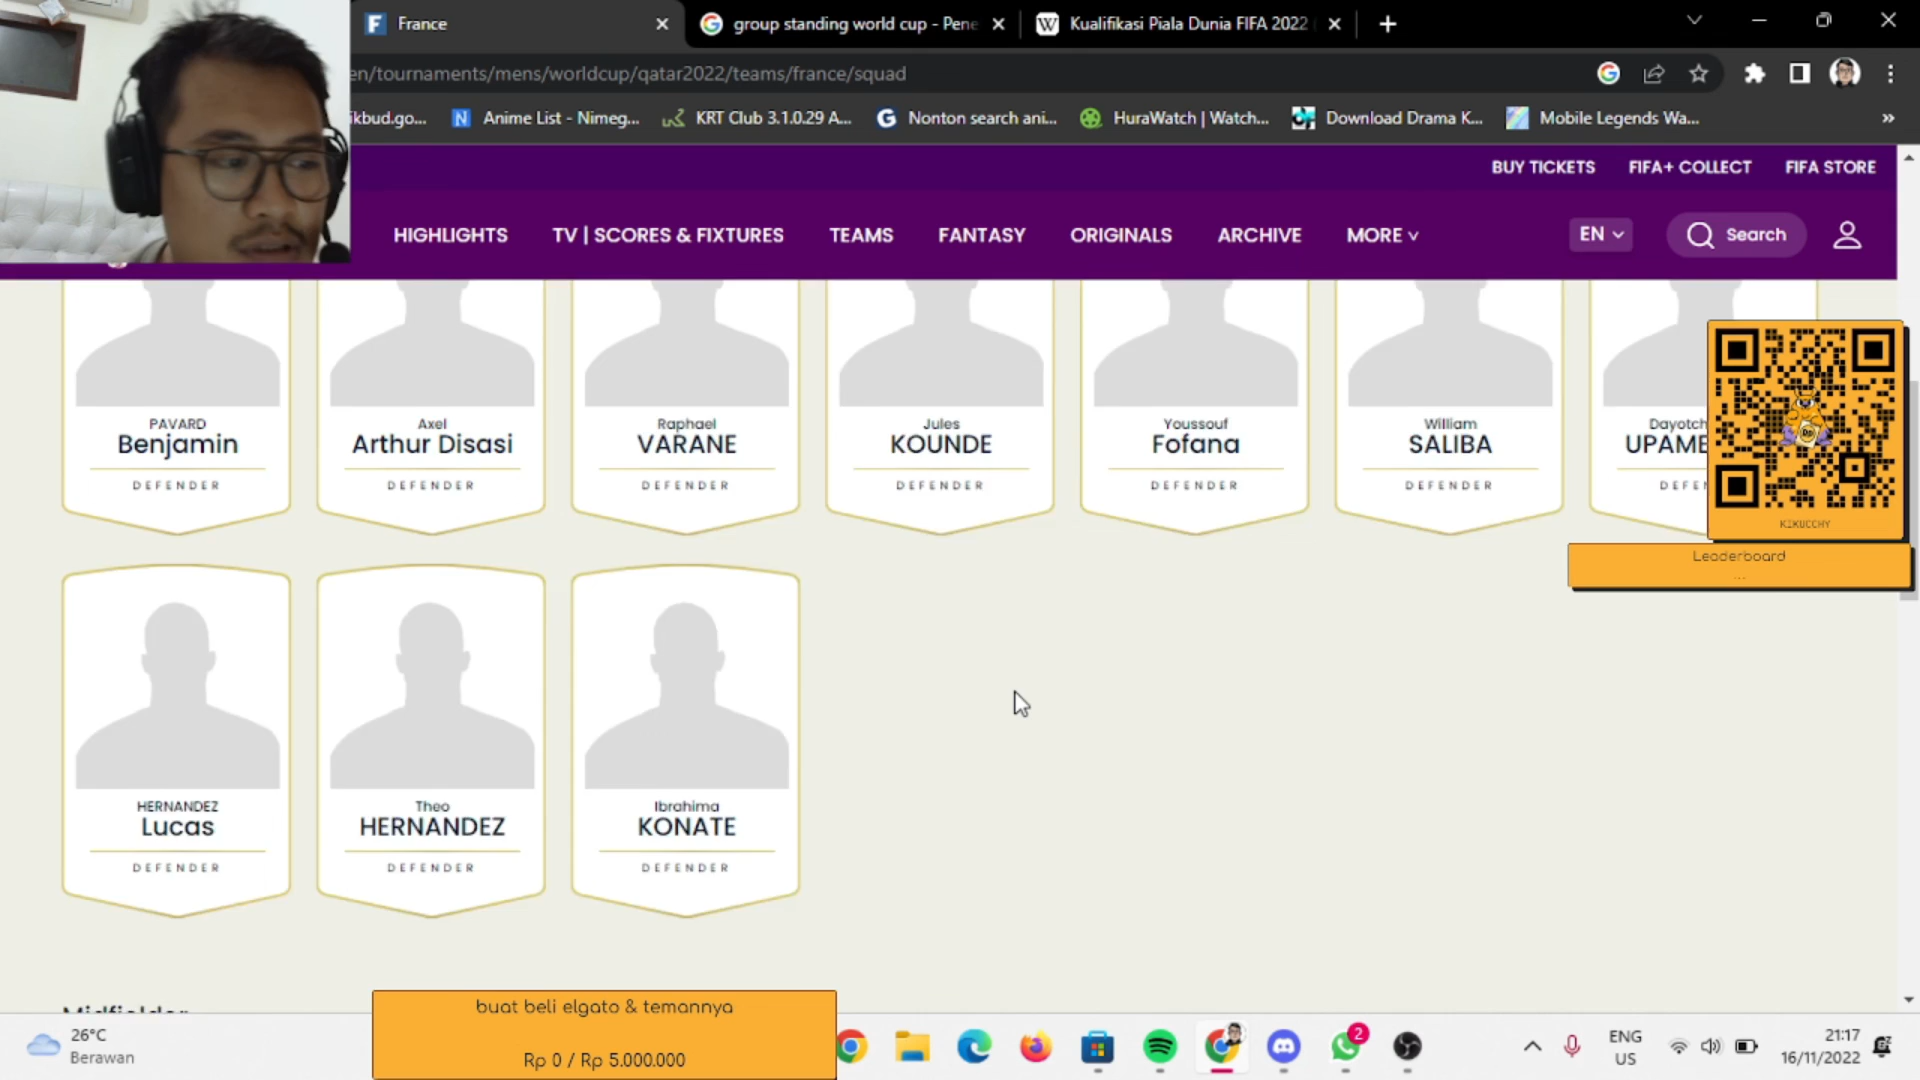 France
group standing world cup - Pene
Kualifikasi Piala Dunia FIFA 2022
en/tournaments/mens/worldcup/qatar2022/teams/france/squad
ikbud.go...
Anime List - Nimeg...
KRT Club 3.1.0.29 A...
Nonton search ani...
HuraWatch | Watch...
Download Drama K...
Mobile Legends Wa...
BUY TICKETS
FIFA+ COLLECT
FIFA STORE
HIGHLIGHTS
TV | SCORES & FIXTURES
TEAMS
FANTASY
ORIGINALS
ARCHIVE
MORE
EN
Search
PAVARD
Benjamin
DEFENDER
Axel
Arthur Disasi
DEFENDER
Raphael
VARANE
DEFENDER
Jules
KOUNDE
DEFENDER
Youssouf
Fofana
DEFENDER
William
SALIBA
DEFENDER
Dayotch
UPAME
DEFEN
KIKUCCHY
Leaderboard
...
HERNANDEZ
Lucas
DEFENDER
Theo
HERNANDEZ
DEFENDER
Ibrahima
KONATE
DEFENDER
Midfielder
buat beli elgato & temannya
Rp 0 / Rp 5.000.000
26°C
Berawan
2
ENG
US
21:17
16/11/2022